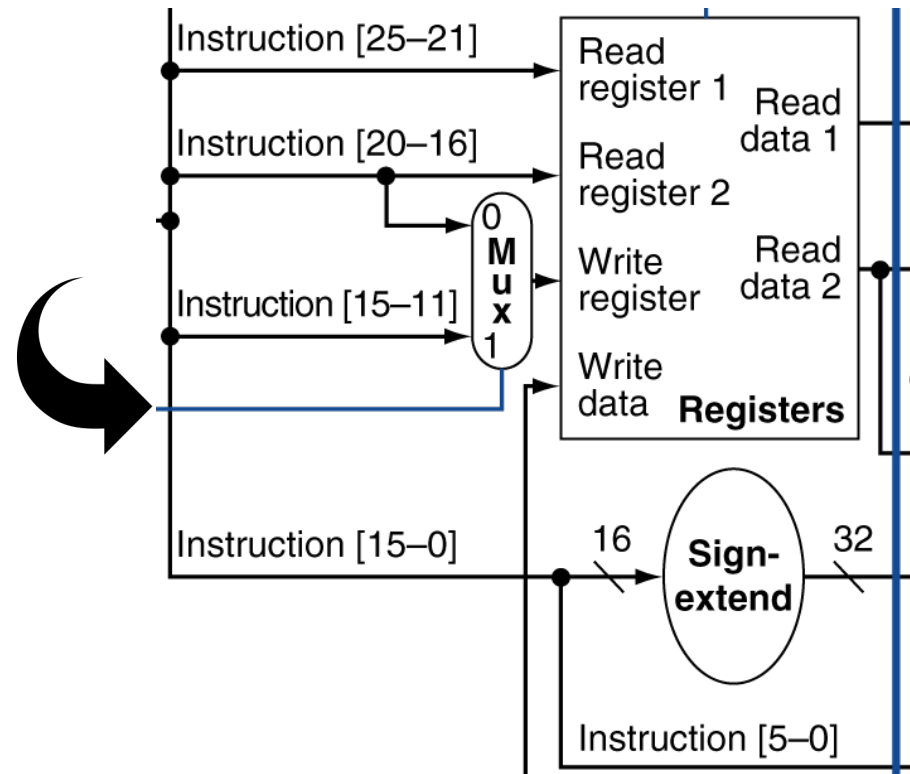 Instruction [25–21]
Read
register 1
Read
data 1
Instruction [20–16]
Read
register 2
0
M
u
x
1
Write
register
Read
data 2
Instruction [15–11]
Write
data
Registers
Instruction [15–0]
16
Sign-
extend
32
Instruction [5–0]